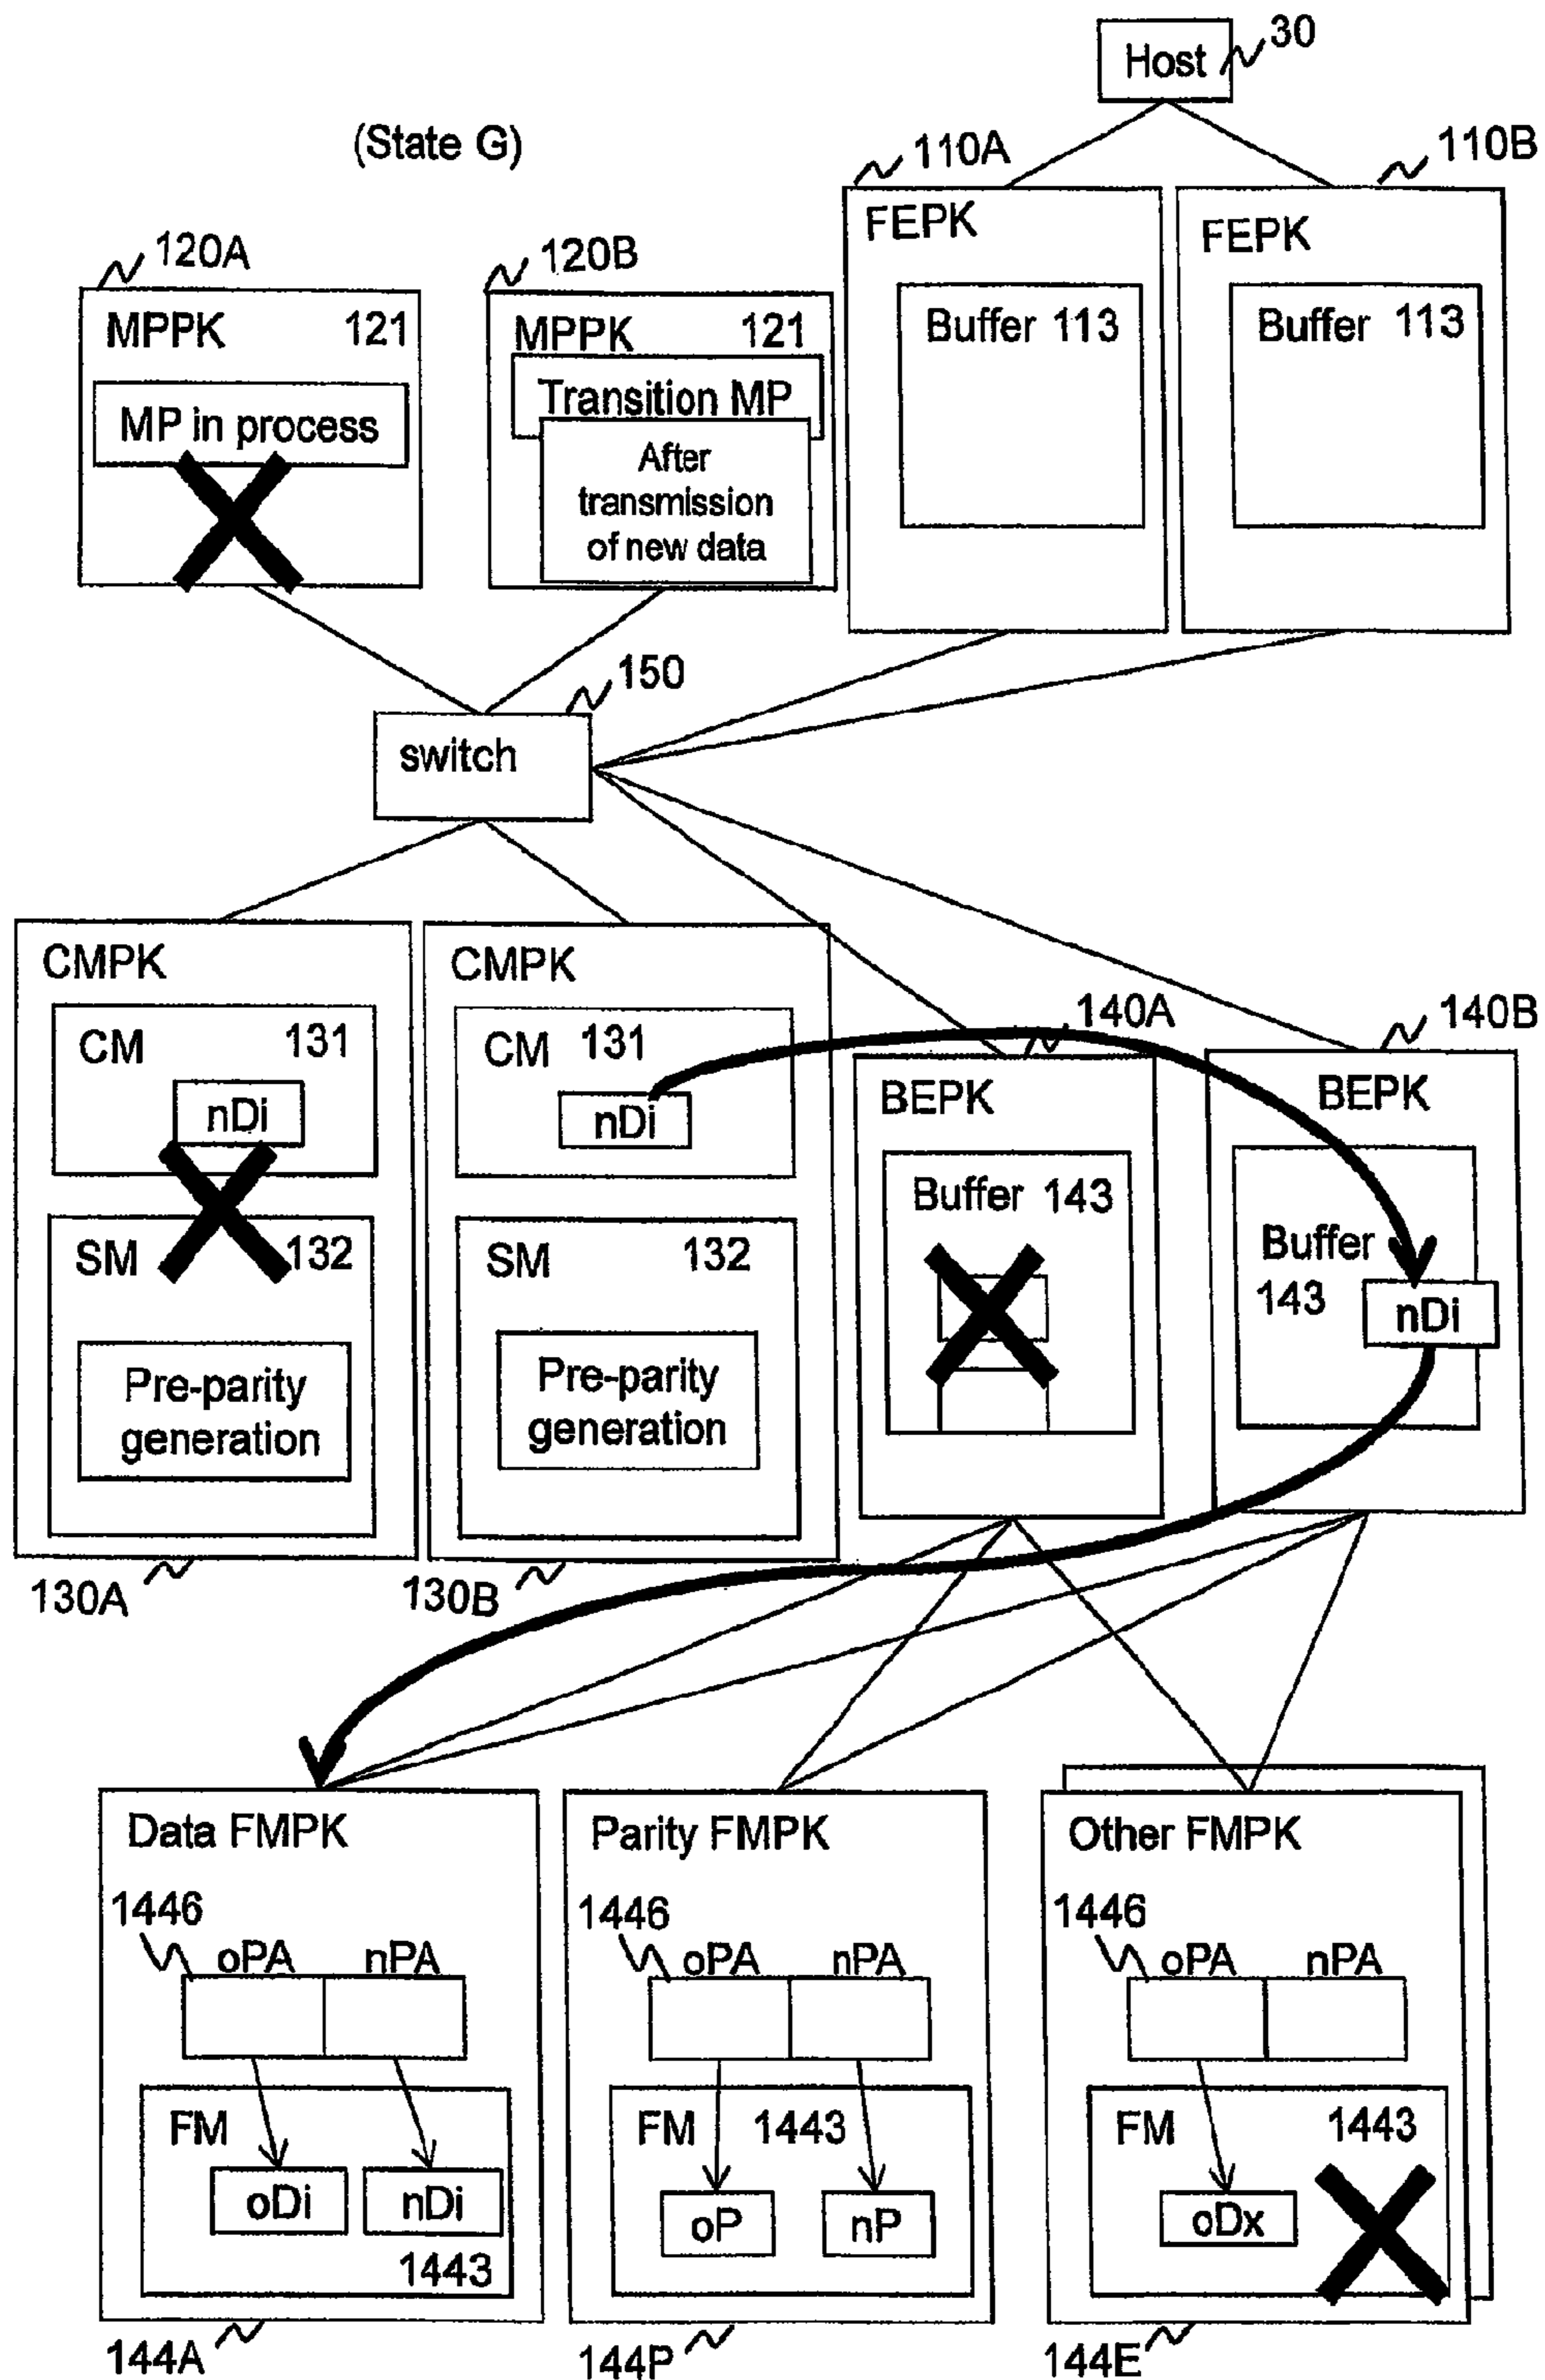 Host
30
(State G)
110A
110B
FEPK
Buffer 113
FEPK
Buffer 113
120A
MPPK 121
MP in process
120B
MPPK 121
Transition MP
After
transmission
of new data
150
switch
CMPK
CM 131
nDi
SM 132
Pre-parity
generation
130A
CMPK
CM 131
nDi
SM 132
Pre-parity
generation
130B
140A
BEPK
Buffer 143
140B
BEPK
Buffer
143
nDi
Data FMPK
1446
oPA nPA
FM
oDi nDi
1443
144A
Parity FMPK
1446
oPA nPA
FM 1443
oP nP
144P
Other FMPK
1446
oPA nPA
FM 1443
oDx
144E